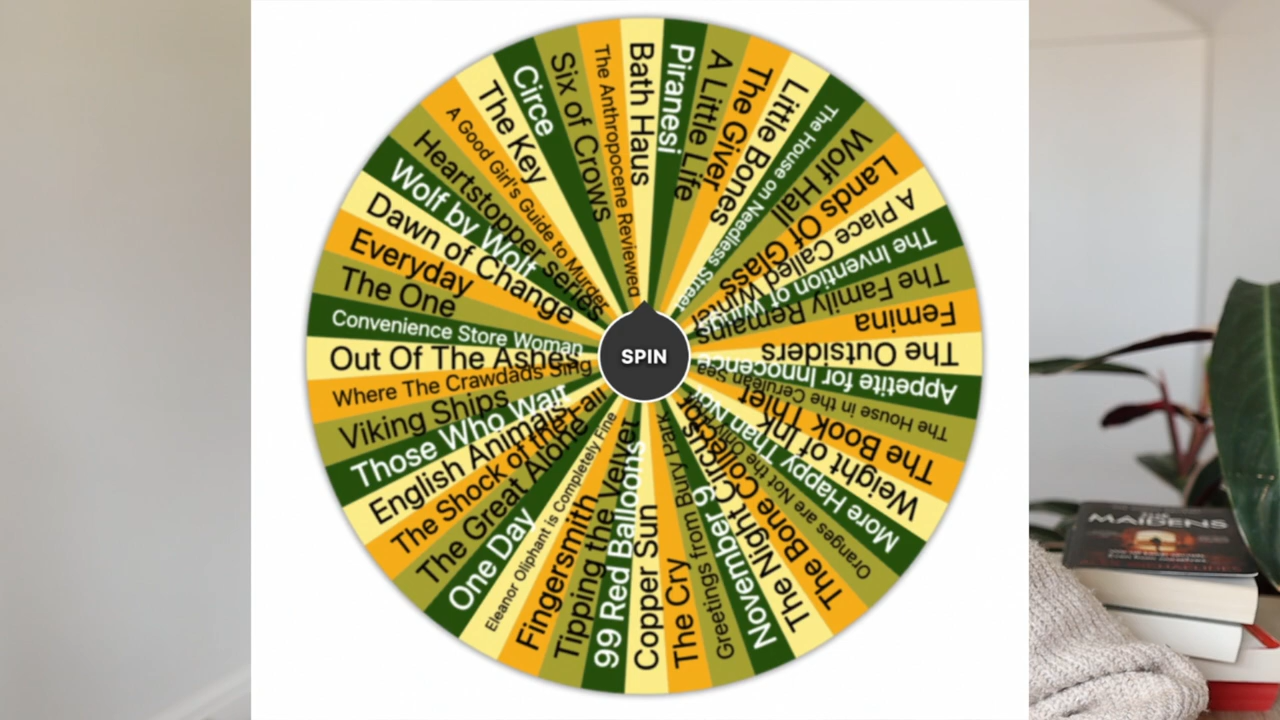 Bath Haus
Piranesi
A Little Life
The Giver
Little Bones
The House on Needless Street
Wolf Hall
Lands Of Glass
A Place Called Winter
The Invention of Wings
The Family Remains
Femina
The Outsiders
Appetite for Innocence
The House in the Cerulean Sea
The Book Thief
Weight of Ink
More Happy Than Not
Oranges are Not the Only
The Bone Collector
The Night Circus
November 9
Greetings from Bury Park
The Cry
Copper Sun
99 Red Balloons
Tipping the Velvet
Fingersmith
Eleanor Oliphant is Completely Fine
One Day
The Great Alone
The Shock of the Fall
English Animals
Those Who Wait
Viking Ships
Where The Crawdads Sing
Out Of The Ashes
Convenience Store Woman
The One
Everyday
Dawn of Change
Wolf by Wolf
Heartstopper series
A Good Girl's Guide to Murder
The Key
Circe
Six of Crows
The Anthropocene Reviewed
SPIN
THE
MAIDENS